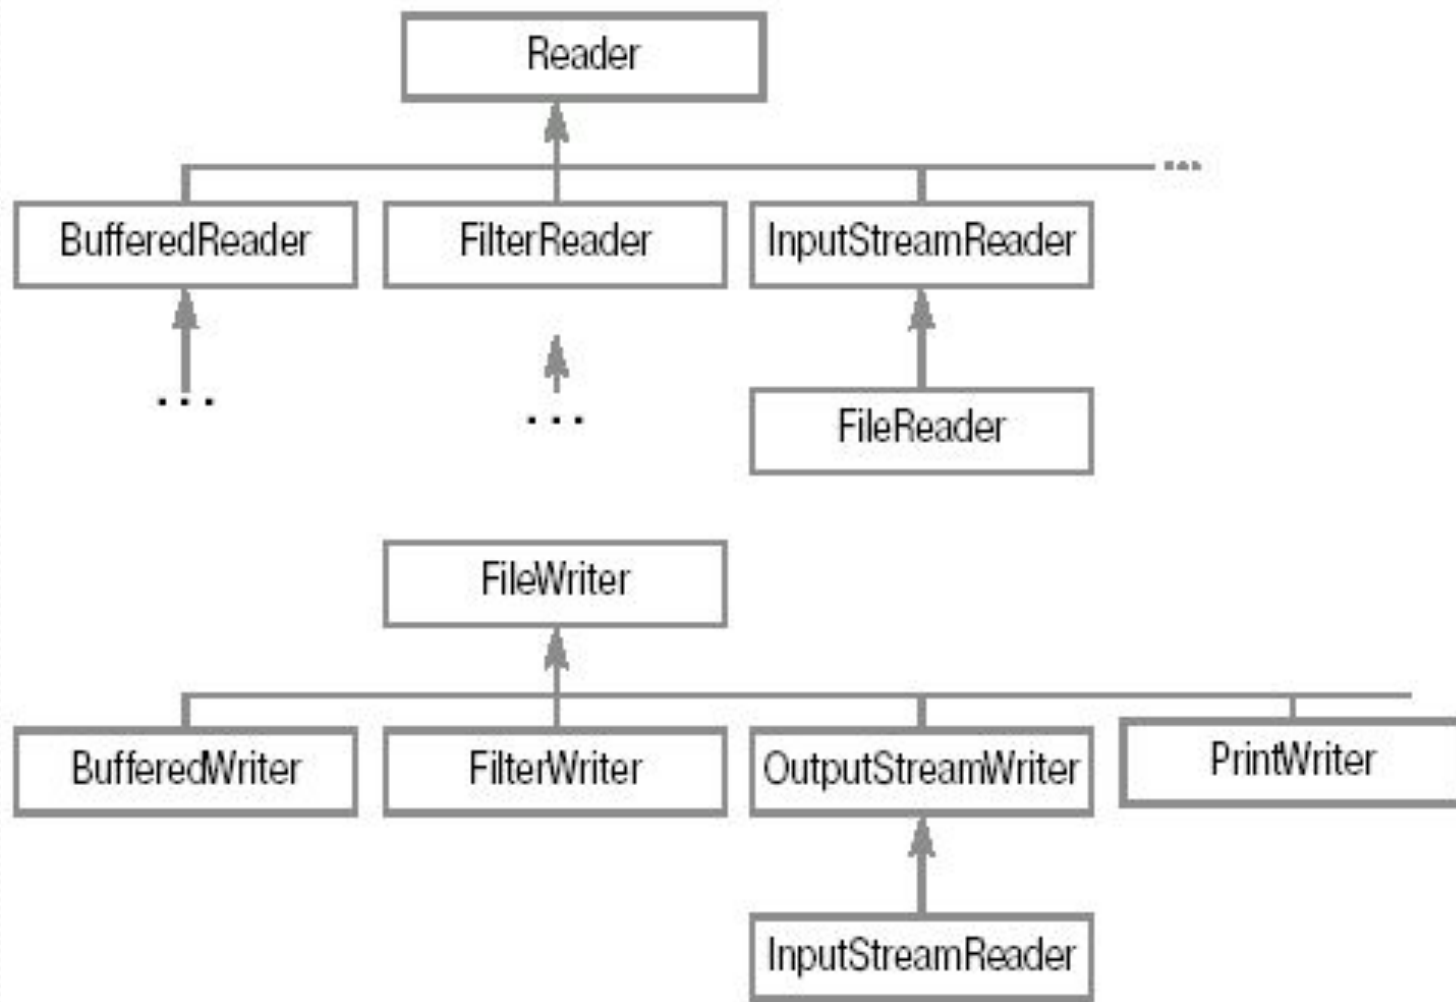 Reader
...
BufferedReader
FilterReader
InputStreamReader
...
...
FileReader
FileWriter
BufferedWriter
FilterWriter
OutputStreamWriter
PrintWriter
InputStreamReader